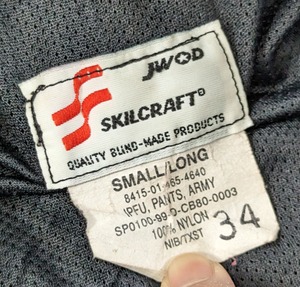 JWOD
SKILCRAFT®
QUALITY BLIND-MADE PRODUCTS
SMALL/LONG
8415-01-465-4640
IPFU, PANTS, ARMY
SP0100-99-D-CB80-0003
100% NYLON
NIB/TXST
34